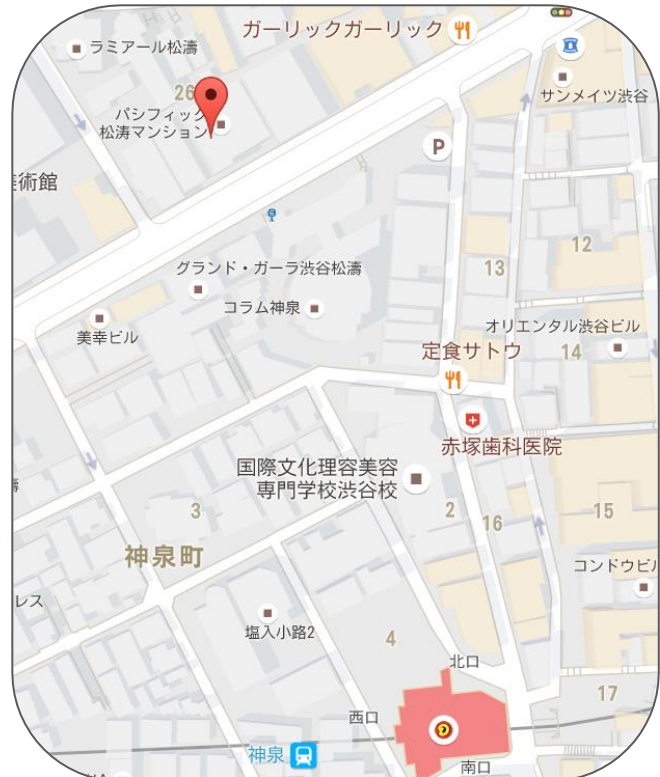 ガーリックガーリック
ラミアール松濤
サンメイツ渋谷
26
パシフィック
松涛マンション
P
術館
12
13
グランド・ガーラ渋谷松濤
コラム神泉
美幸ビル
オリエンタル渋谷ビル
定食サトウ
14
赤塚歯科医院
国際文化理容美容
専門学校渋谷校
3
2
16
15
神泉町
コンドウビル
レス
塩入小路2
4
北口
17
西口
神泉
南口